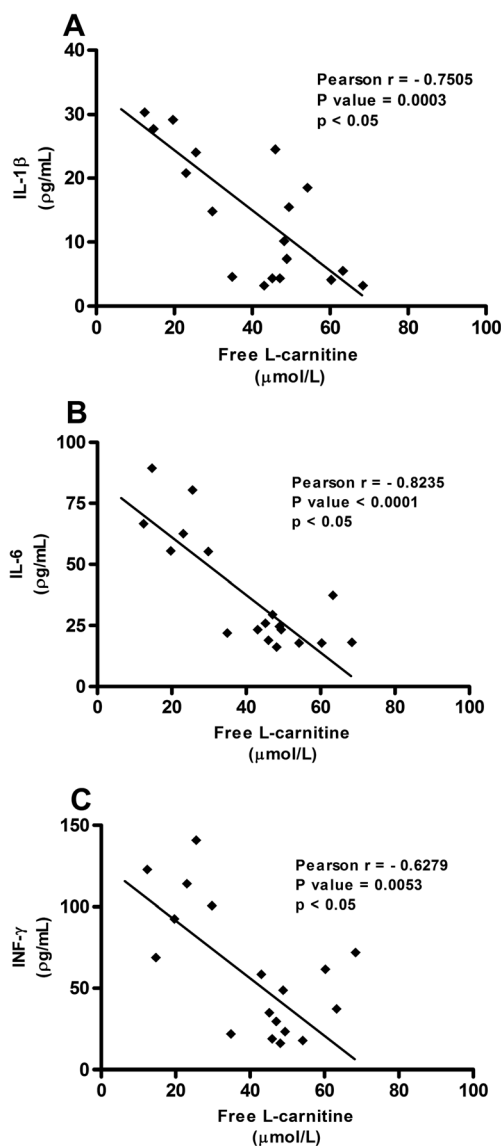 A
Pearson r = - 0.7505
P value = 0.0003
p < 0.05
IL-1β
(ρg/mL)
40
30
20
10
0
0 20 40 60 80 100
Free L-carnitine
(μmol/L)
B
Pearson r = - 0.8235
P value < 0.0001
p < 0.05
IL-6
(ρg/mL)
100
75
50
25
0
0 20 40 60 80 100
Free L-carnitine
(μmol/L)
C
Pearson r = - 0.6279
P value = 0.0053
p < 0.05
INF-γ
(ρg/mL)
150
100
50
0
0 20 40 60 80 100
Free L-carnitine
(μmol/L)